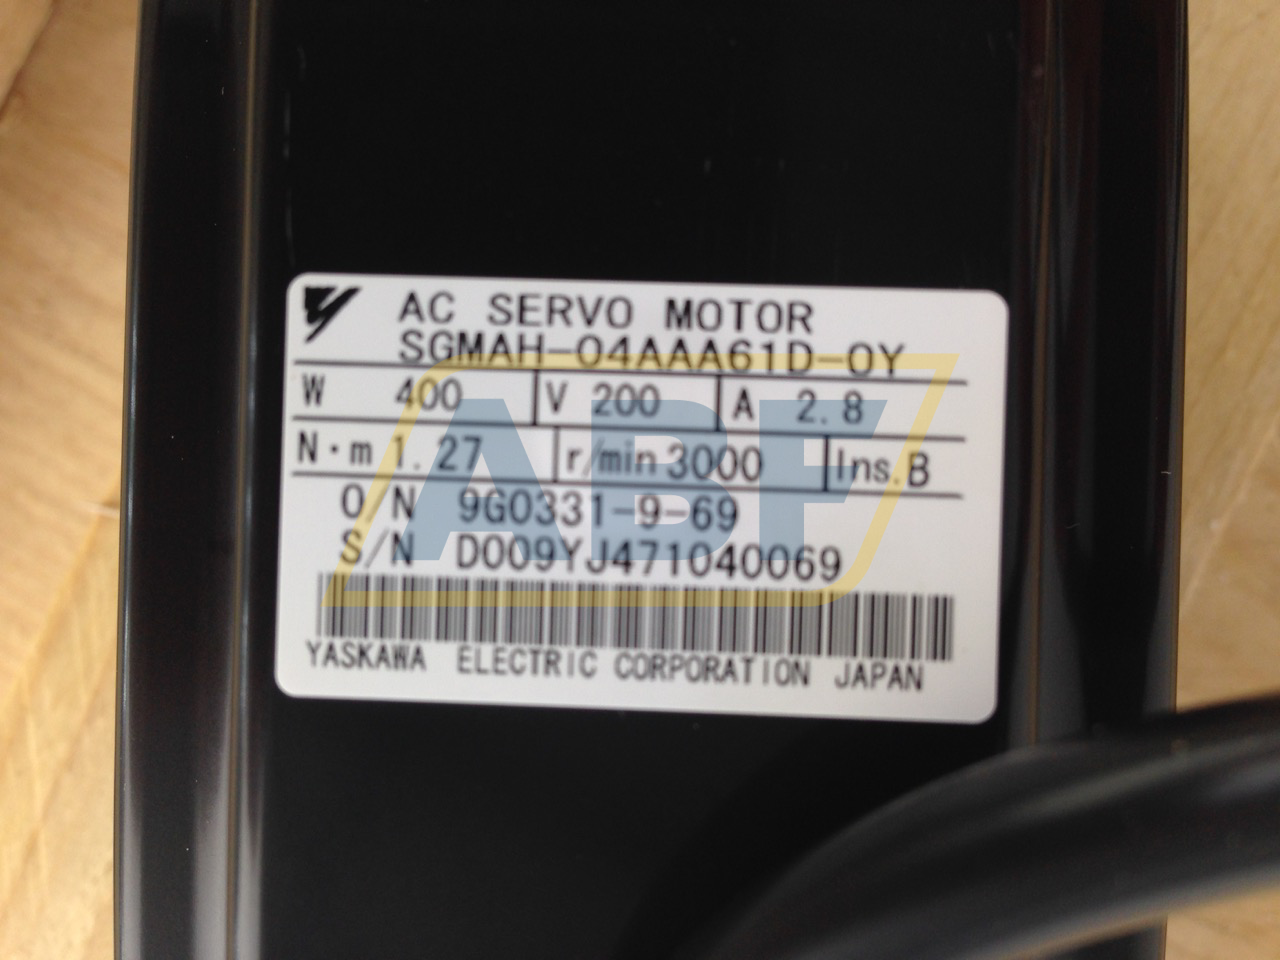 AC SERVO MOTOR
SGMAH-04AAA61D-OY
W 400 V 200 A 2.8
N·m 1.27 r/min 3000 Ins. B
O/N 9G0331-9-69
S/N D009YJ471040069
YASKAWA ELECTRIC CORPORATION JAPAN
ABF